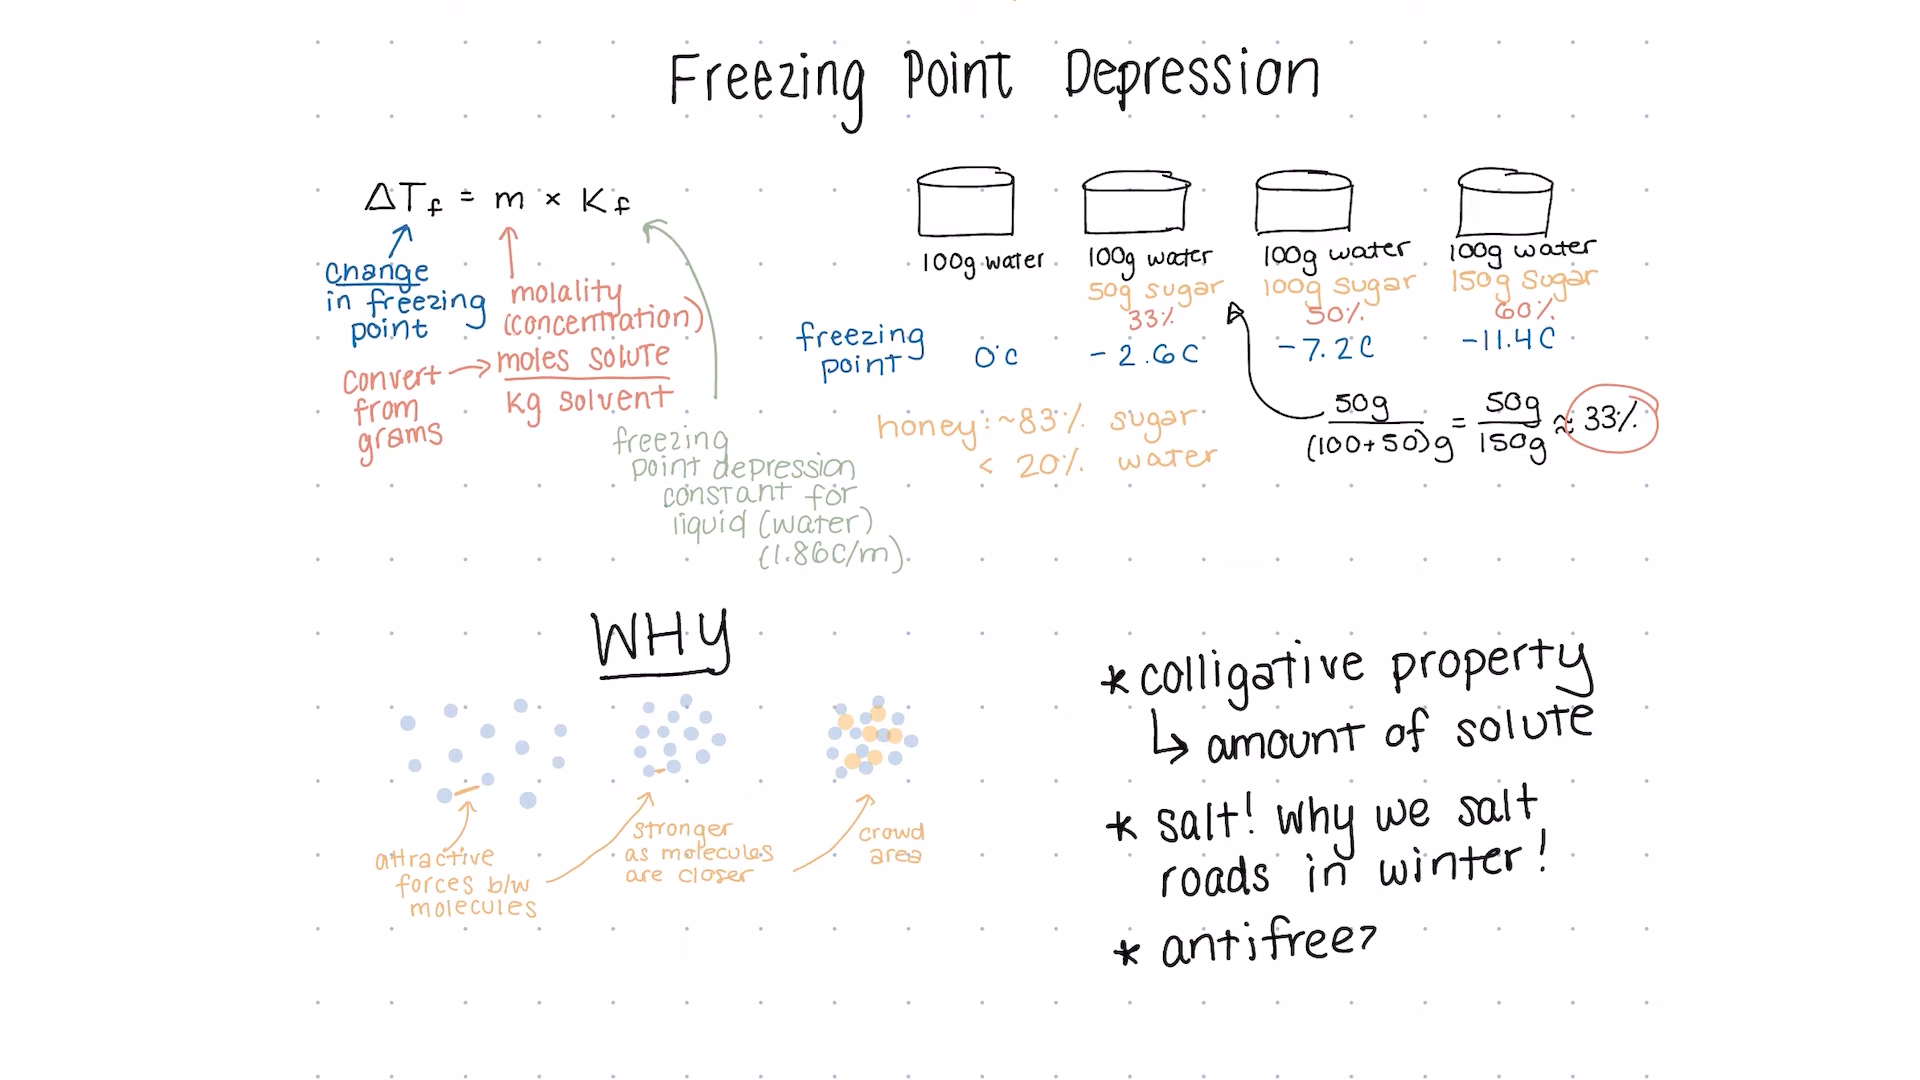 Freezing Point Depression
ΔTf = m × Kf
change
in freezing
point
molality
(concentration)
moles solute
kg solvent
convert
from
grams
freezing
point depression
constant for
liquid (water)
(1.86C/m)
100g water
100g water
50g sugar
33%
100g water
100g sugar
50%
100g water
150g sugar
60%
freezing
point
0°C
-2.6C
-7.2C
-11.4C
honey: ~83% sugar
< 20% water
50g
(100+50)g
=
50g
150g
≈ 33%
WHY
attractive
forces b/w
molecules
stronger
as molecules
are closer
crowd
area
* colligative property
↳ amount of solute
* salt! Why we salt
roads in winter!
* antifreez